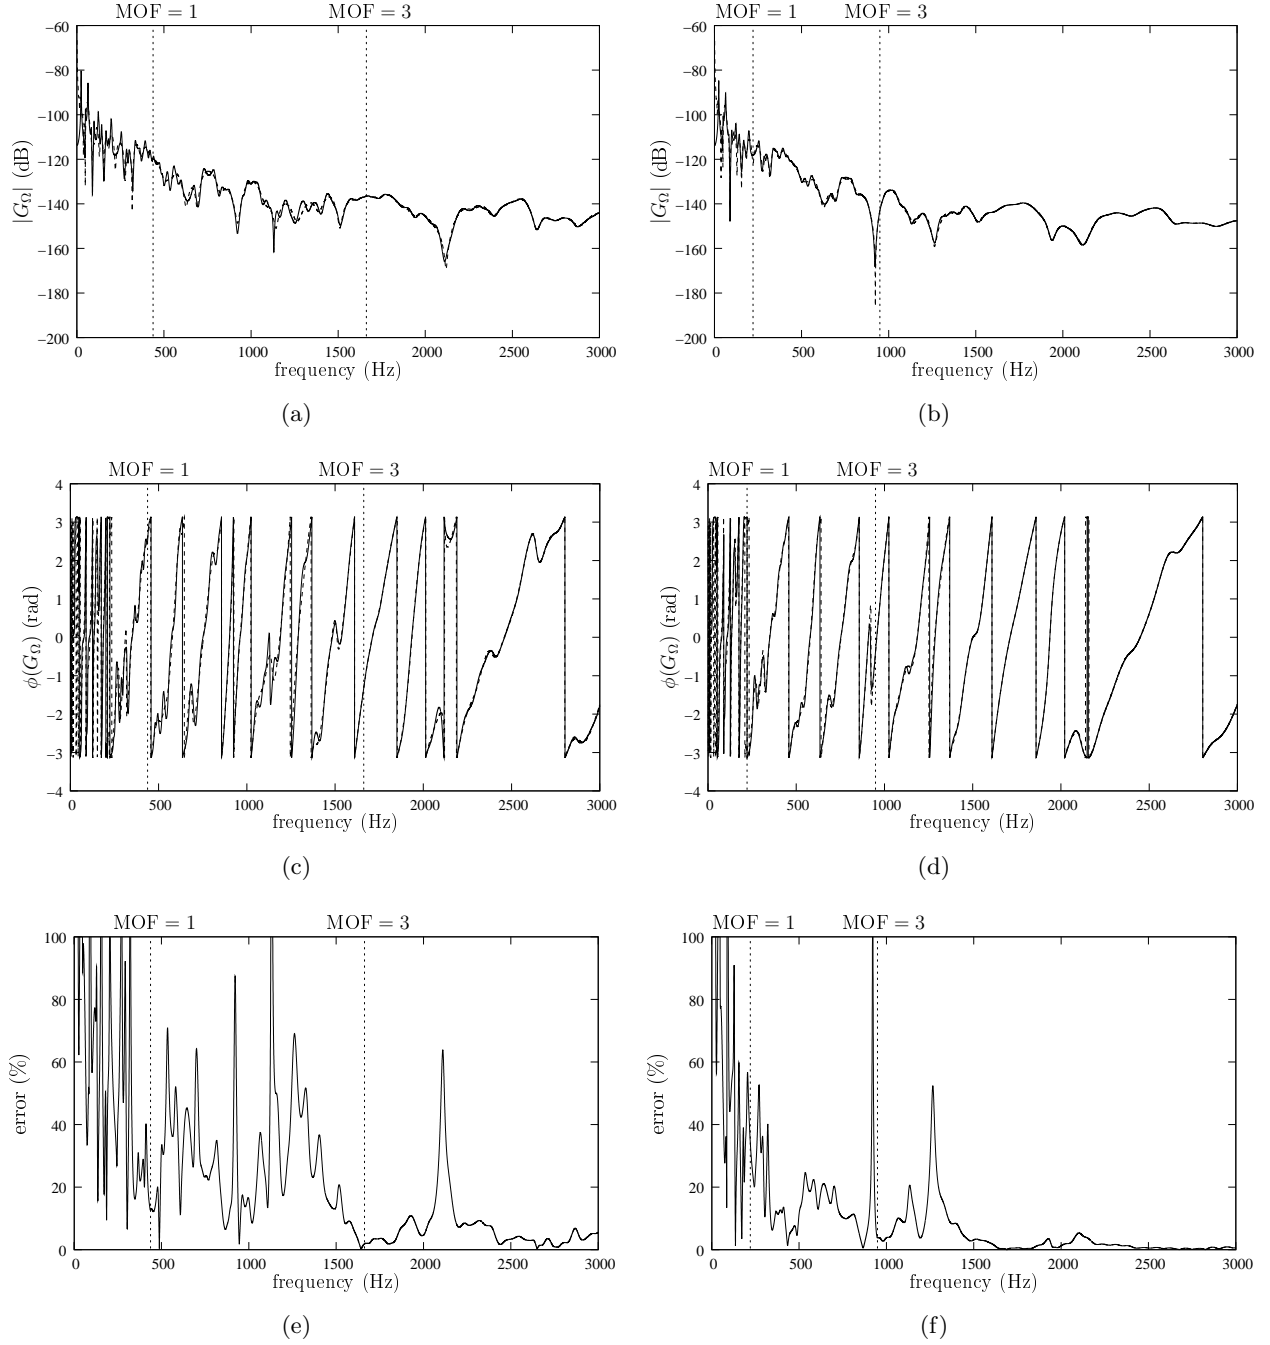 MOF = 1
MOF = 3
−60
−80
−100
−120
−140
−160
−180
−200
|G_Ω| (dB)
0 500 1000 1500 2000 2500 3000
frequency (Hz)
(a)
MOF = 1
MOF = 3
−60
−80
−100
−120
−140
−160
−180
−200
|G_Ω| (dB)
0 500 1000 1500 2000 2500 3000
frequency (Hz)
(b)
MOF = 1
MOF = 3
4
3
2
1
0
−1
−2
−3
−4
ϕ(G_Ω) (rad)
0 500 1000 1500 2000 2500 3000
frequency (Hz)
(c)
MOF = 1
MOF = 3
4
3
2
1
0
−1
−2
−3
−4
ϕ(G_Ω) (rad)
0 500 1000 1500 2000 2500 3000
frequency (Hz)
(d)
MOF = 1
MOF = 3
100
80
60
40
20
0
error (%)
0 500 1000 1500 2000 2500 3000
frequency (Hz)
(e)
MOF = 1
MOF = 3
100
80
60
40
20
0
error (%)
0 500 1000 1500 2000 2500 3000
frequency (Hz)
(f)